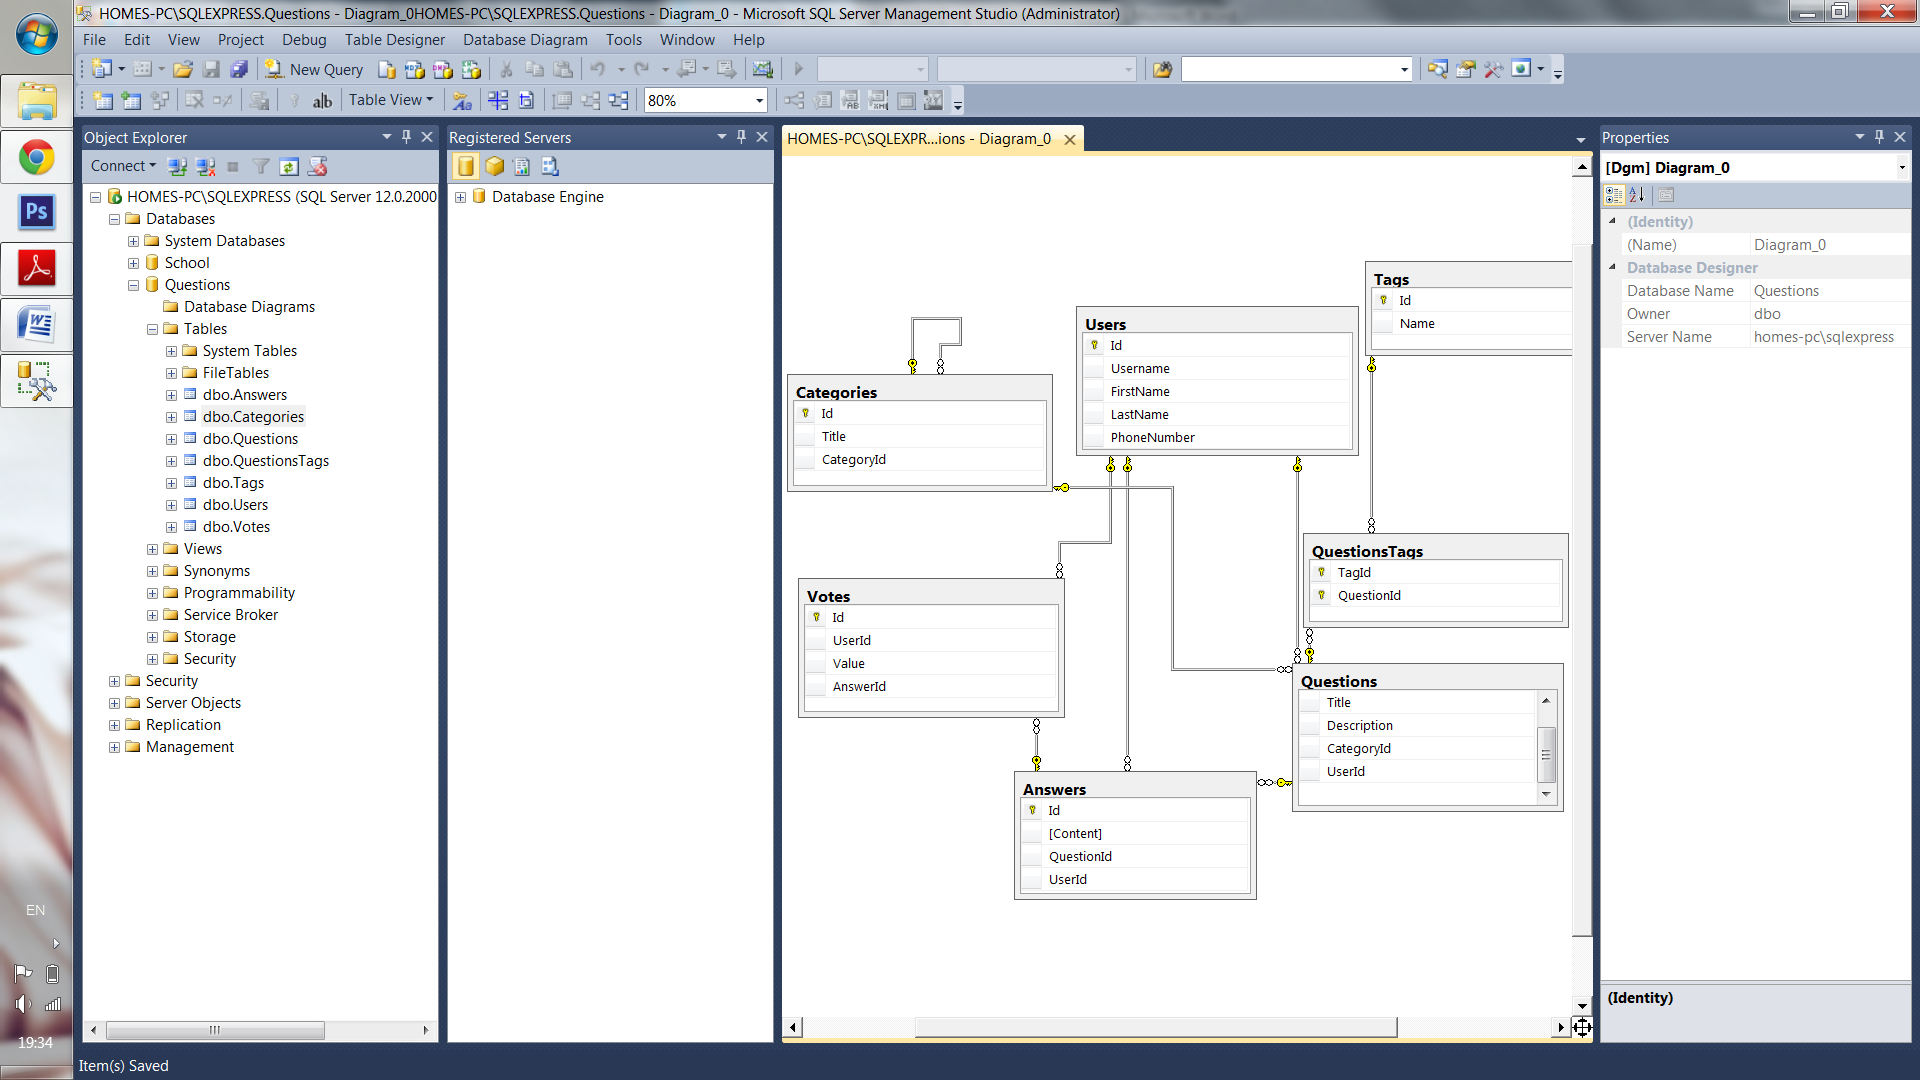 HOMES-PC\SQLEXPRESS.Questions - Diagram_0HOMES-PC\SQLEXPRESS.Questions - Diagram_0 - Microsoft SQL Server Management Studio (Administrator)
File Edit View Project Debug Table Designer Database Diagram Tools Window Help
New Query
ab Table View 80%
Object Explorer
Connect
HOMES-PC\SQLEXPRESS (SQL Server 12.0.2000
Databases
System Databases
School
Questions
Database Diagrams
Tables
System Tables
FileTables
dbo.Answers
dbo.Categories
dbo.Questions
dbo.QuestionsTags
dbo.Tags
dbo.Users
dbo.Votes
Views
Synonyms
Programmability
Service Broker
Storage
Security
Security
Server Objects
Replication
Management
Registered Servers
Database Engine
HOMES-PC\SQLEXPR...ions - Diagram_0
Categories
Id
Title
CategoryId
Users
Id
Username
FirstName
LastName
PhoneNumber
Tags
Id
Name
QuestionsTags
TagId
QuestionId
Votes
Id
UserId
Value
AnswerId
Questions
Title
Description
CategoryId
UserId
Answers
Id
[Content]
QuestionId
UserId
Properties
[Dgm] Diagram_0
(Identity)
(Name) Diagram_0
Database Designer
Database Name Questions
Owner dbo
Server Name homes-pc\sqlexpress
(Identity)
Ps
EN
19:34
Item(s) Saved